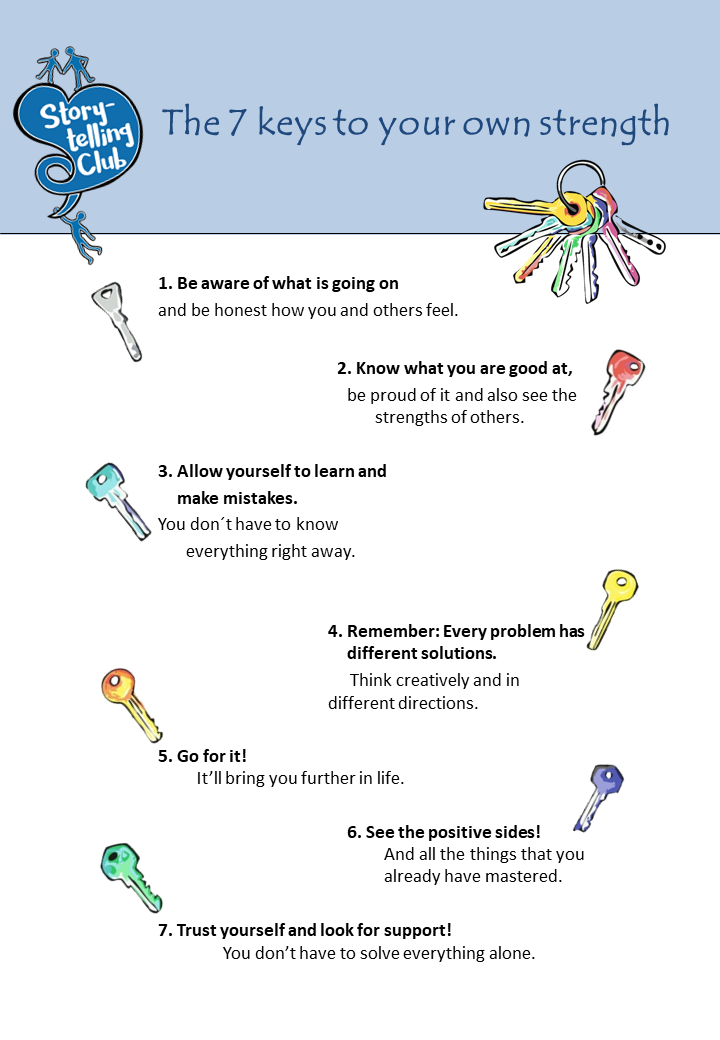 Story-
telling
Club
The 7 keys to your own strength
1. Be aware of what is going on
and be honest how you and others feel.
2. Know what you are good at,
be proud of it and also see the
strengths of others.
3. Allow yourself to learn and
make mistakes.
You don´t have to know
everything right away.
4. Remember: Every problem has
different solutions.
Think creatively and in
different directions.
5. Go for it!
It’ll bring you further in life.
6. See the positive sides!
And all the things that you
already have mastered.
7. Trust yourself and look for support!
You don’t have to solve everything alone.